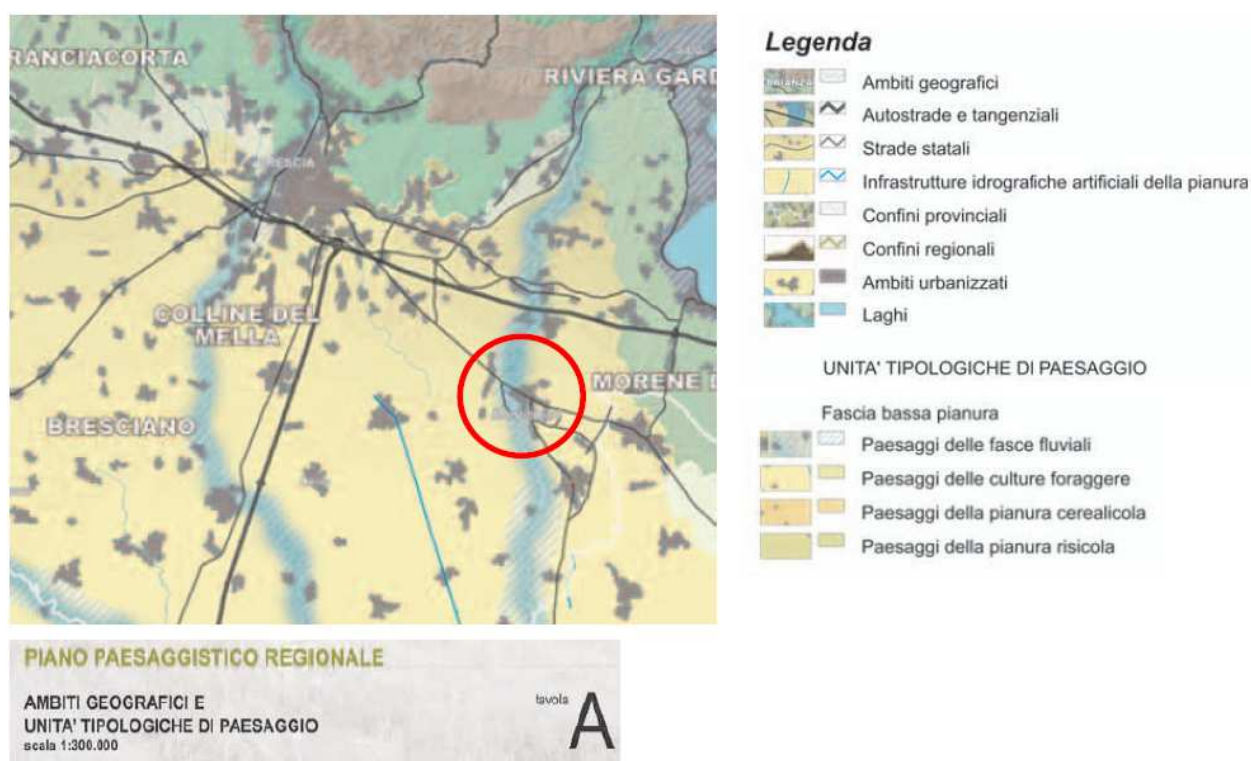 RANCIACORTA
RIVIERA GARD
BRESCIA
COLLINE DEL
MELLA
MORENE D
BRESCIANO
Legenda
BRIANZA
Ambiti geografici
Autostrade e tangenziali
Strade statali
Infrastrutture idrografiche artificiali della pianura
Confini provinciali
Confini regionali
Ambiti urbanizzati
Laghi
UNITA' TIPOLOGICHE DI PAESAGGIO
Fascia bassa pianura
Paesaggi delle fasce fluviali
Paesaggi delle culture foraggere
Paesaggi della pianura cerealicola
Paesaggi della pianura risicola
PIANO PAESAGGISTICO REGIONALE
AMBITI GEOGRAFICI E
UNITA' TIPOLOGICHE DI PAESAGGIO
scala 1:300.000
tavola A